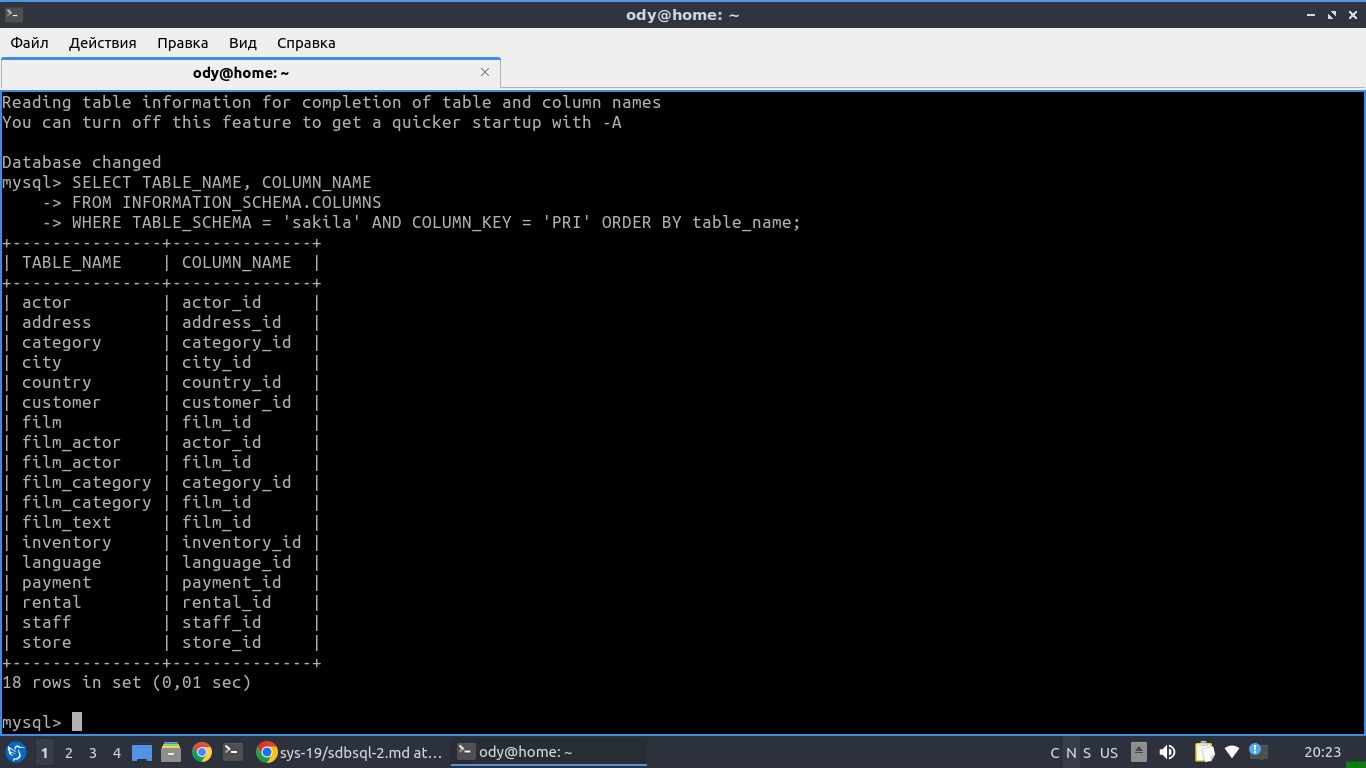 ody@home: ~
Файл Действия Правка Вид Справка
ody@home: ~
Reading table information for completion of table and column names
You can turn off this feature to get a quicker startup with -A
Database changed
mysql> SELECT TABLE_NAME, COLUMN_NAME
    -> FROM INFORMATION_SCHEMA.COLUMNS
    -> WHERE TABLE_SCHEMA = 'sakila' AND COLUMN_KEY = 'PRI' ORDER BY table_name;
+---------------+--------------+
| TABLE_NAME    | COLUMN_NAME  |
+---------------+--------------+
| actor         | actor_id     |
| address       | address_id   |
| category      | category_id  |
| city          | city_id      |
| country       | country_id   |
| customer      | customer_id  |
| film          | film_id      |
| film_actor    | actor_id     |
| film_actor    | film_id      |
| film_category | category_id  |
| film_category | film_id      |
| film_text     | film_id      |
| inventory     | inventory_id |
| language      | language_id  |
| payment       | payment_id   |
| rental        | rental_id    |
| staff         | staff_id     |
| store         | store_id     |
+---------------+--------------+
18 rows in set (0,01 sec)
mysql>
1 2 3 4 sys-19/sdbsql-2.md at... ody@home: ~ C N S US 20:23